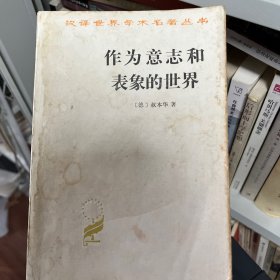 汉译世界学术名著丛书
作为意志和
表象的世界
〔德〕叔本华 著